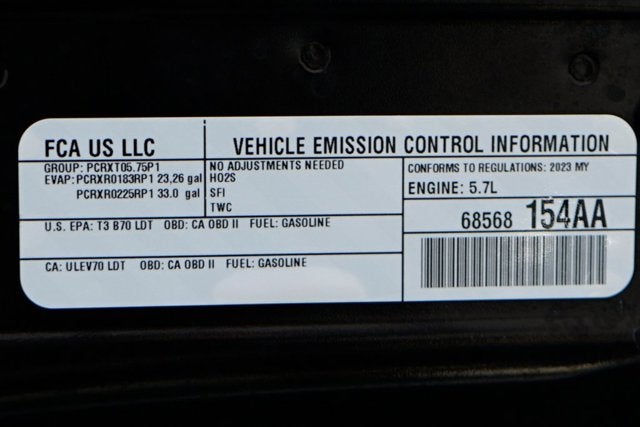 FCA US LLC
VEHICLE EMISSION CONTROL INFORMATION
GROUP: PCRXT05.75P1
EVAP: PCRXR0183RP1 23,26 gal
PCRXR0225RP1 33.0 gal
NO ADJUSTMENTS NEEDED
HO2S
SFI
TWC
CONFORMS TO REGULATIONS: 2023 MY
ENGINE: 5.7L
68568 154AA
U.S. EPA: T3 B70 LDT OBD: CA OBD II FUEL: GASOLINE
CA: ULEV70 LDT OBD: CA OBD II FUEL: GASOLINE